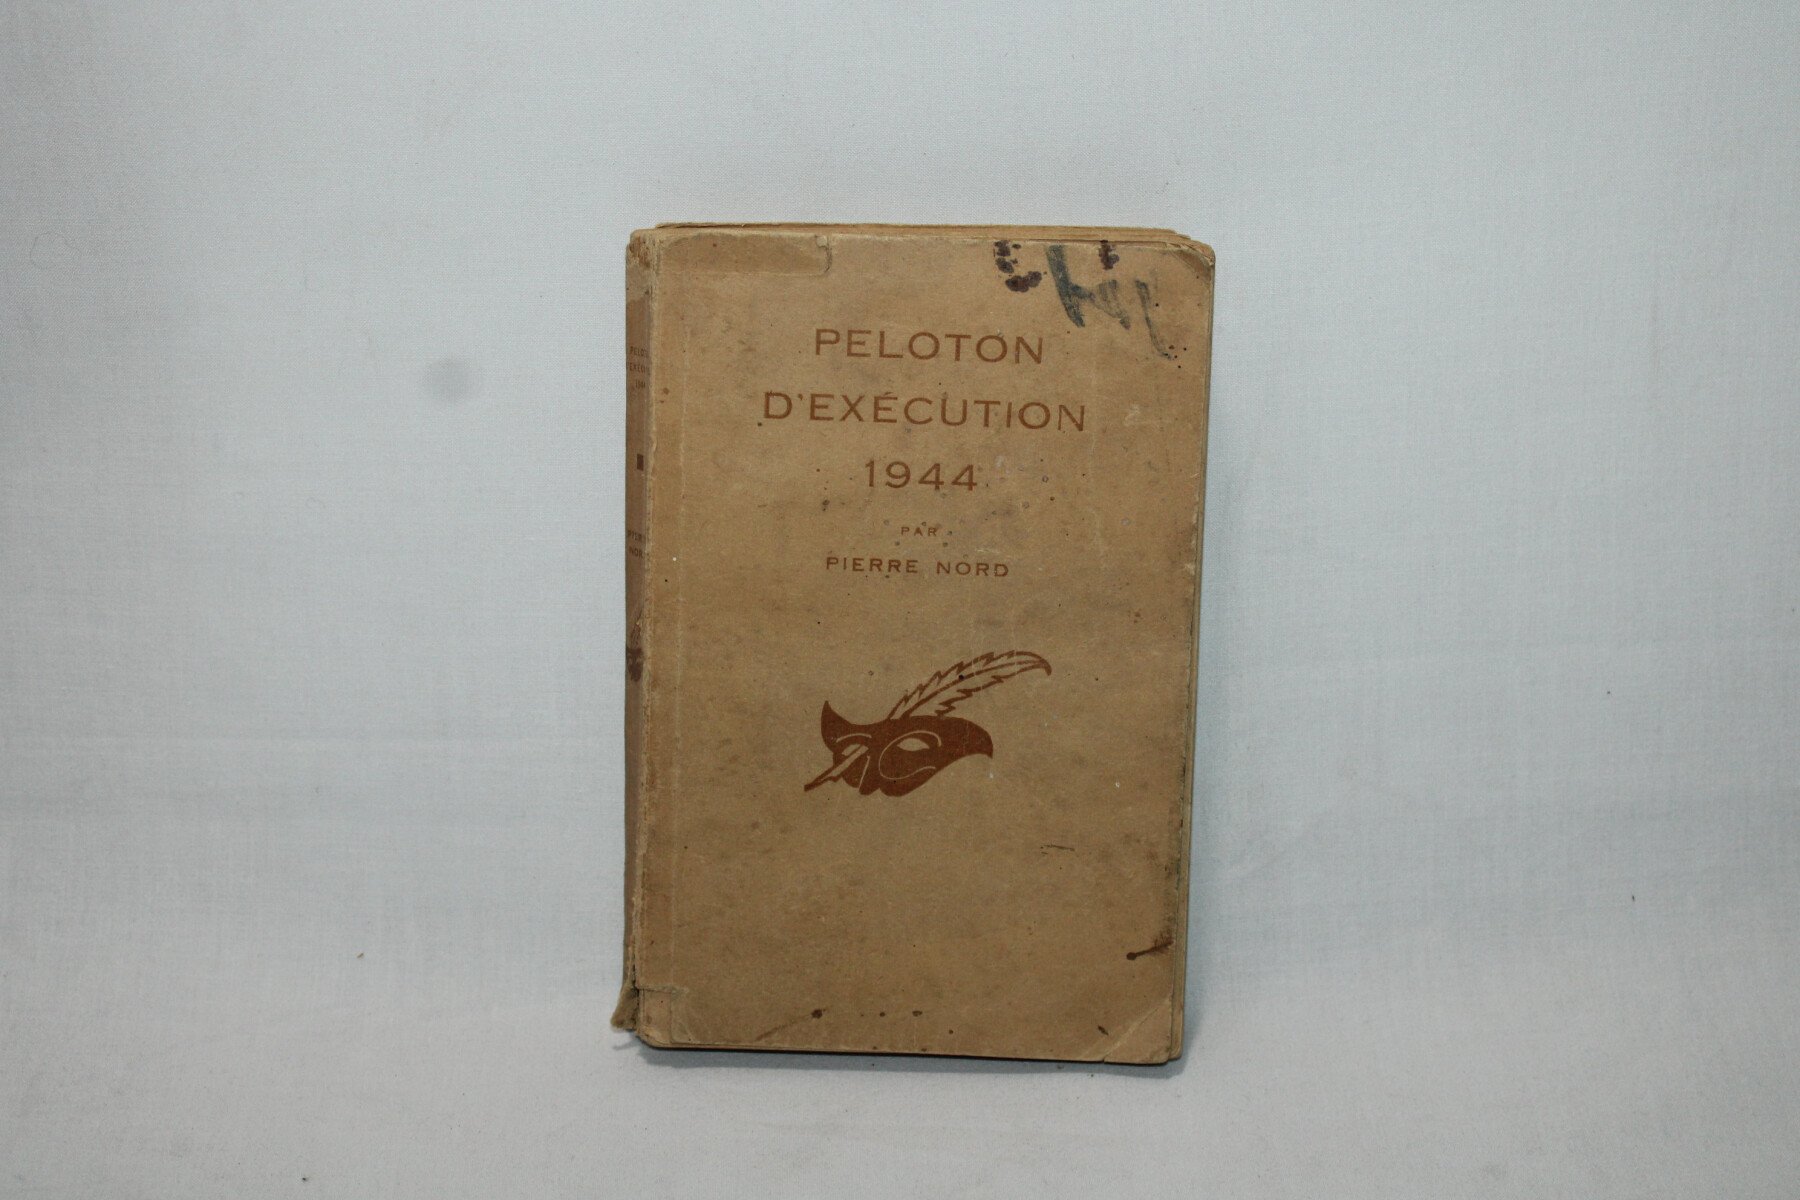 PELOTON
D'EXÉCUTION
1944
PAR
PIERRE NORD